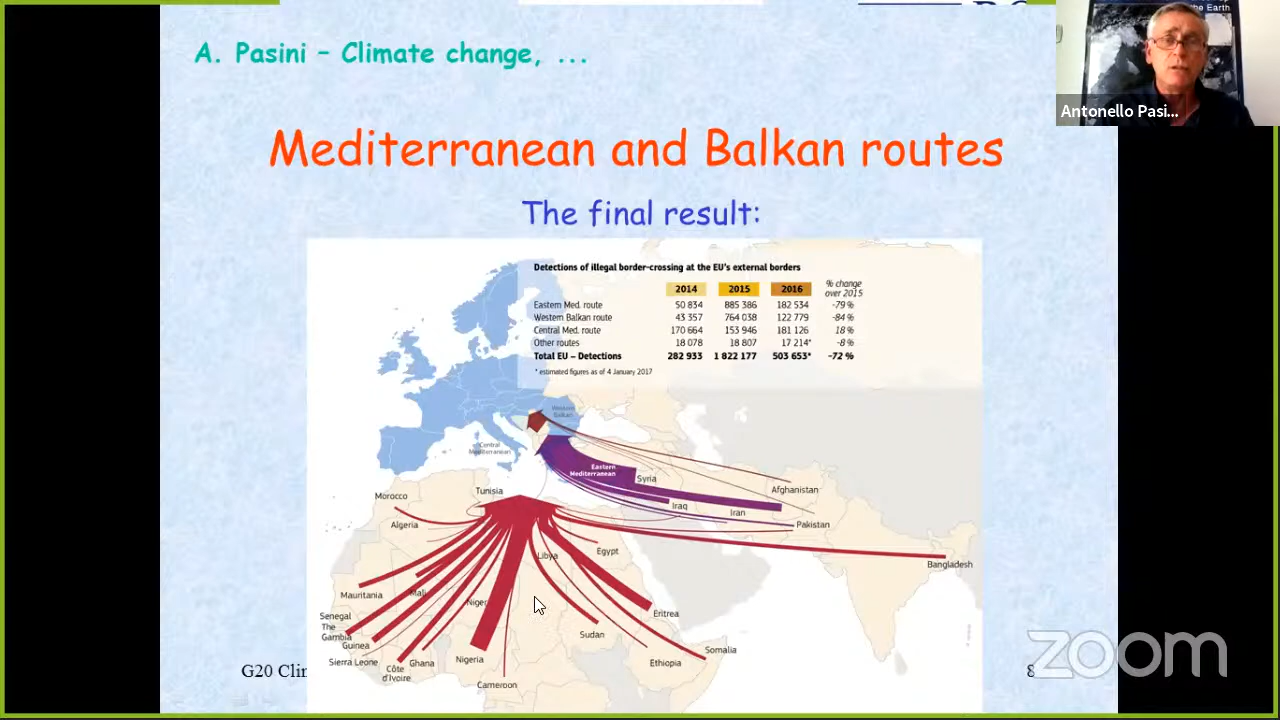 the Earth
A. Pasini – Climate change, ...
Antonello Pasi...
Mediterranean and Balkan routes
The final result:
Detections of illegal border-crossing at the EU's external borders
2014 2015 2016 % change over 2015
Eastern Med. route 50 834 885 386 182 534 -79 %
Western Balkan route 43 357 764 038 122 779 -84 %
Central Med. route 170 664 153 946 181 126 18 %
Other routes 18 078 18 807 17 214* -8 %
Total EU – Detections 282 933 1 822 177 503 653* -72 %
* estimated figures as of 4 January 2017
Western
Balkan
Central
Mediterranean
Eastern
Mediterranean
Syria
Afghanistan
Tunisia
Morocco
Iraq
Iran
Algeria
Pakistan
Libya
Egypt
Bangladesh
Mauritania
Mali
Niger
Senegal
The
Gambia
Eritrea
Guinea
Sudan
Sierra Leone
Côte
d'Ivoire
Ghana
Nigeria
Ethiopia
Somalia
Cameroon
G20 Clim
8
zoom